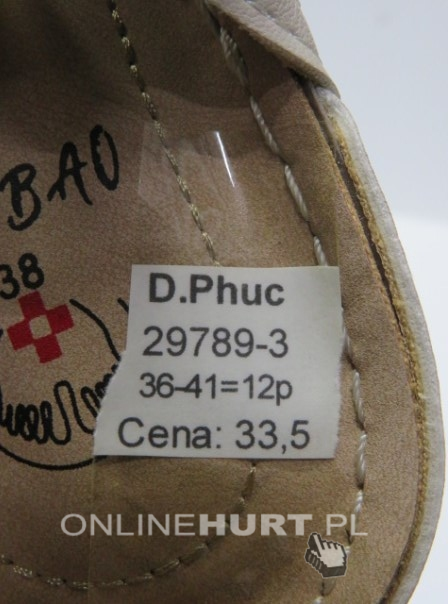 BAO
38
D.Phuc
29789-3
36-41=12p
Cena: 33,5
ONLINEHURT.PL